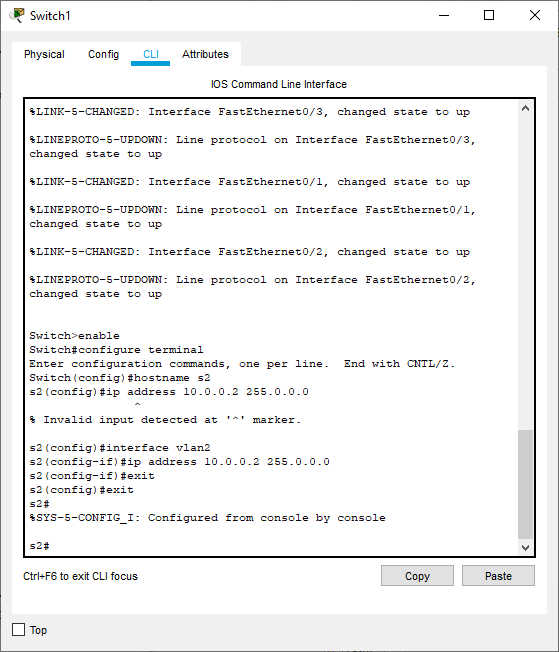 Switch1
Physical Config CLI Attributes
IOS Command Line Interface
%LINK-5-CHANGED: Interface FastEthernet0/3, changed state to up
%LINEPROTO-5-UPDOWN: Line protocol on Interface FastEthernet0/3,
changed state to up
%LINK-5-CHANGED: Interface FastEthernet0/1, changed state to up
%LINEPROTO-5-UPDOWN: Line protocol on Interface FastEthernet0/1,
changed state to up
%LINK-5-CHANGED: Interface FastEthernet0/2, changed state to up
%LINEPROTO-5-UPDOWN: Line protocol on Interface FastEthernet0/2,
changed state to up
Switch>enable
Switch#configure terminal
Enter configuration commands, one per line.  End with CNTL/Z.
Switch(config)#hostname s2
s2(config)#ip address 10.0.0.2 255.0.0.0
^
% Invalid input detected at '^' marker.
s2(config)#interface vlan2
s2(config-if)#ip address 10.0.0.2 255.0.0.0
s2(config-if)#exit
s2(config)#exit
s2#
%SYS-5-CONFIG_I: Configured from console by console
s2#
Ctrl+F6 to exit CLI focus
Copy Paste
Top